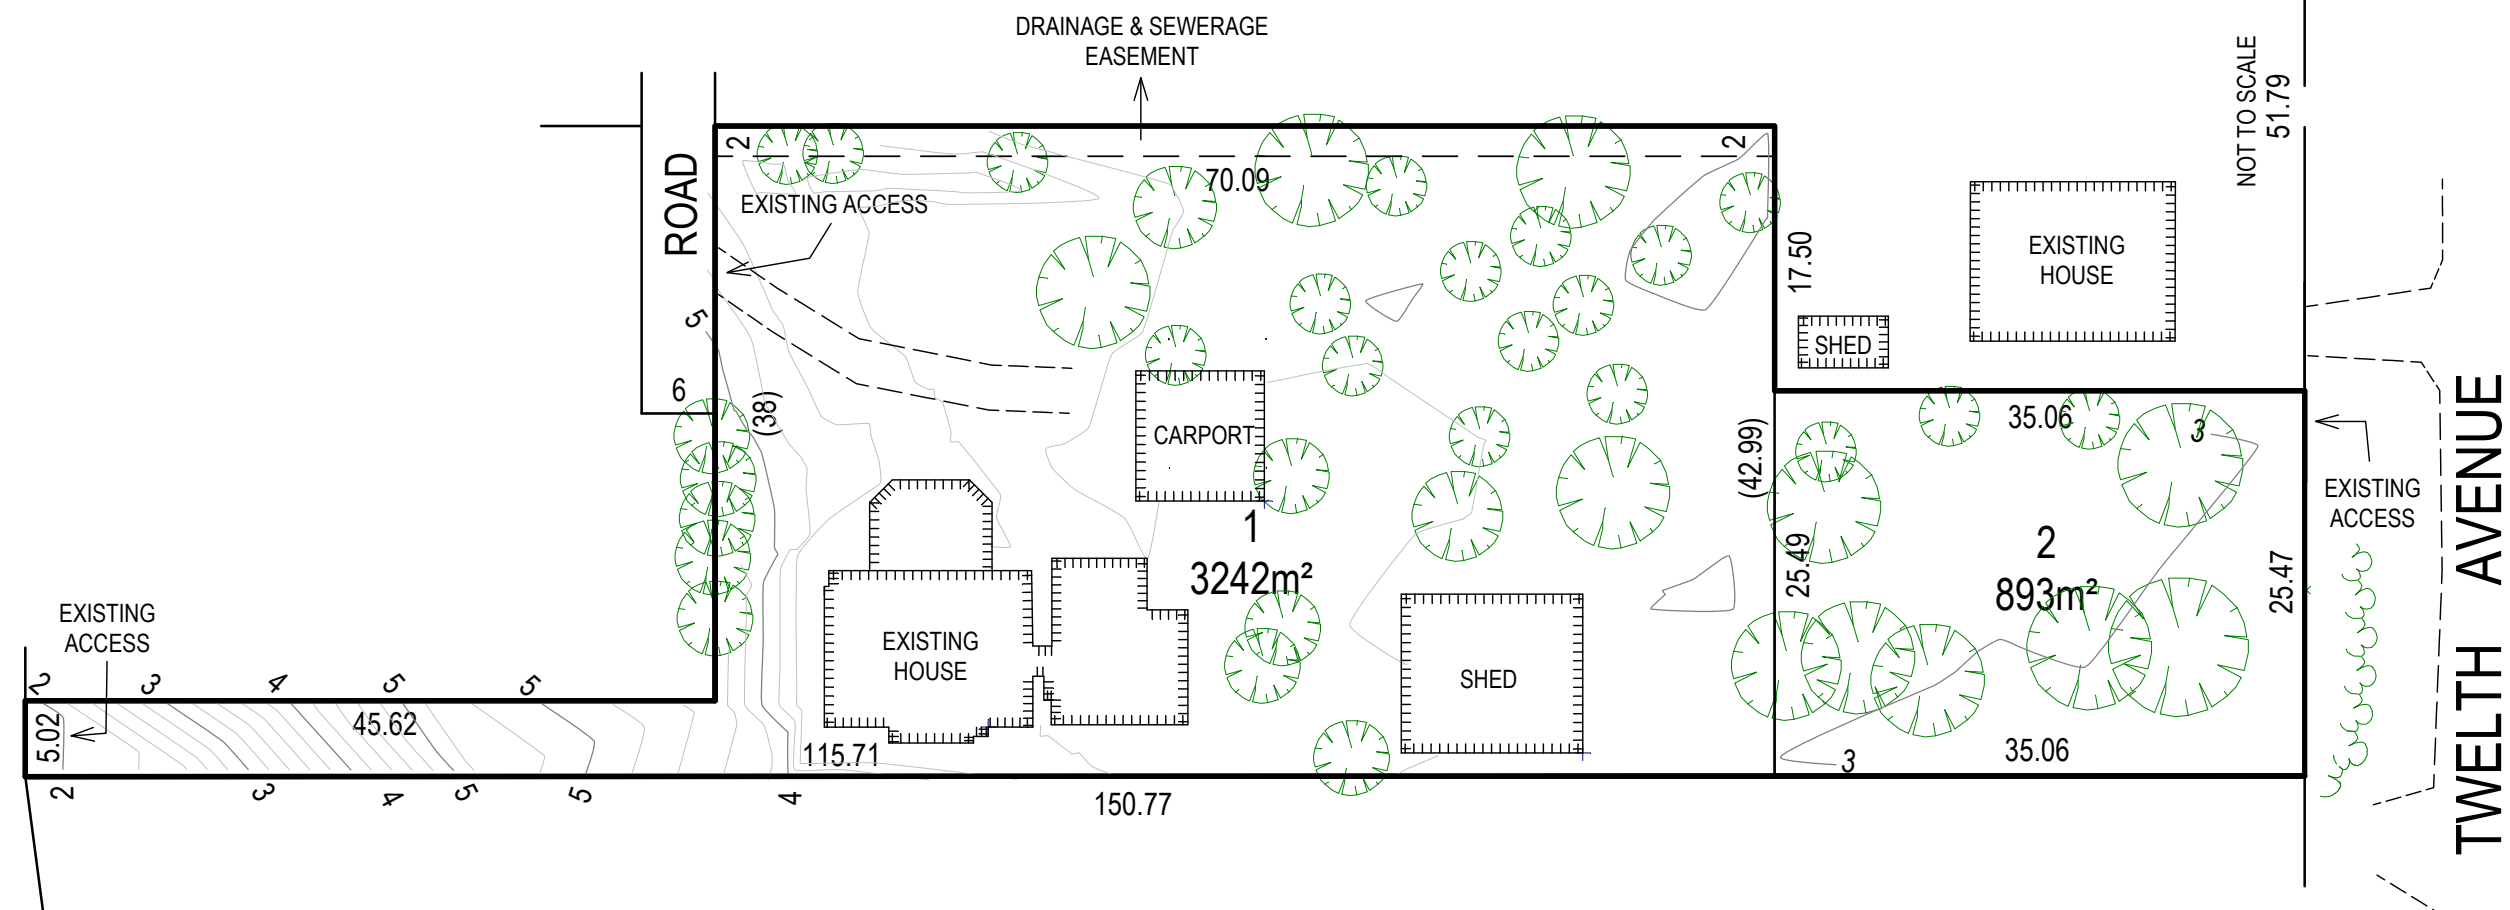 DRAINAGE & SEWERAGE
EASEMENT
NOT TO SCALE
51.79
2
2
70.09
ROAD
EXISTING ACCESS
17.50
EXISTING
HOUSE
SHED
5
6
(38)
CARPORT
(42.99)
35.06
3
EXISTING
ACCESS
TWELTH AVENUE
1
3242m²
2
893m²
25.49
25.47
EXISTING
ACCESS
EXISTING
HOUSE
SHED
2
3
4
5
5
5.02
45.62
115.71
35.06
3
2
3
4
5
5
4
150.77